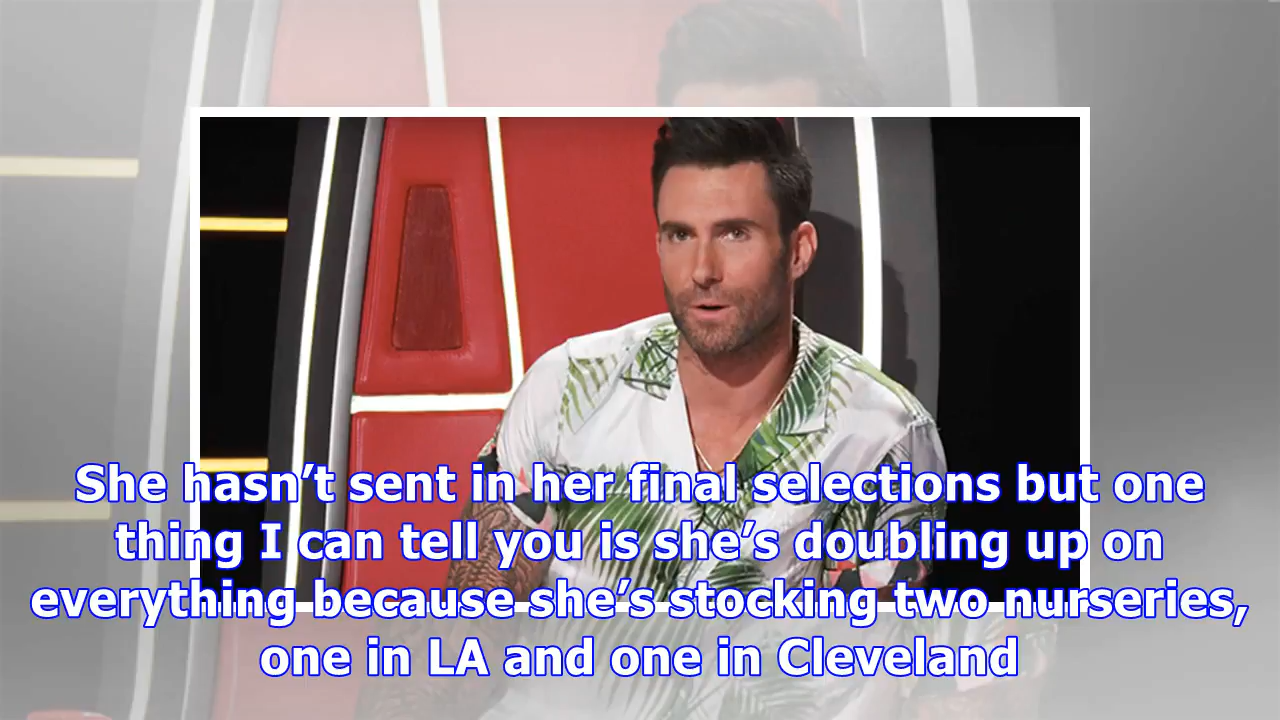 She hasn’t sent in her final selections but one
thing I can tell you is she’s doubling up on
everything because she’s stocking two nurseries,
one in LA and one in Cleveland